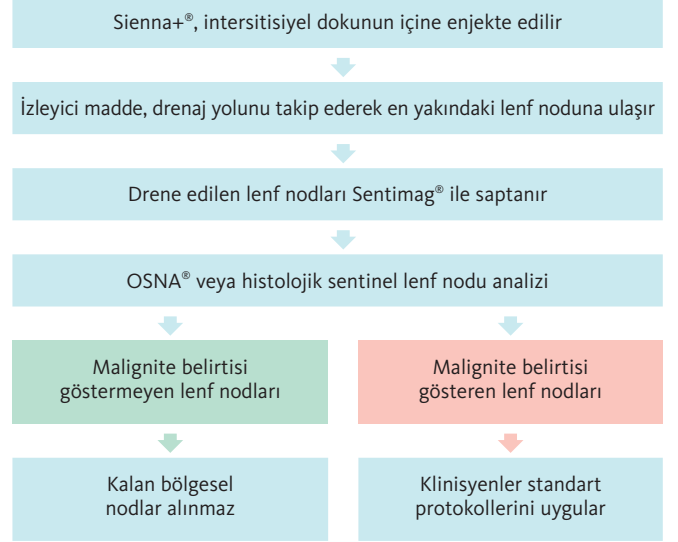 Sienna+®, intersitisiyel dokunun içine enjekte edilir
İzleyici madde, drenaj yolunu takip ederek en yakındaki lenf noduna ulaşır
Drene edilen lenf nodları Sentimag® ile saptanır
OSNA® veya histolojik sentinel lenf nodu analizi
Malignite belirtisi
göstermeyen lenf nodları
Malignite belirtisi
gösteren lenf nodları
Kalan bölgesel
nodlar alınmaz
Klinisyenler standart
protokollerini uygular